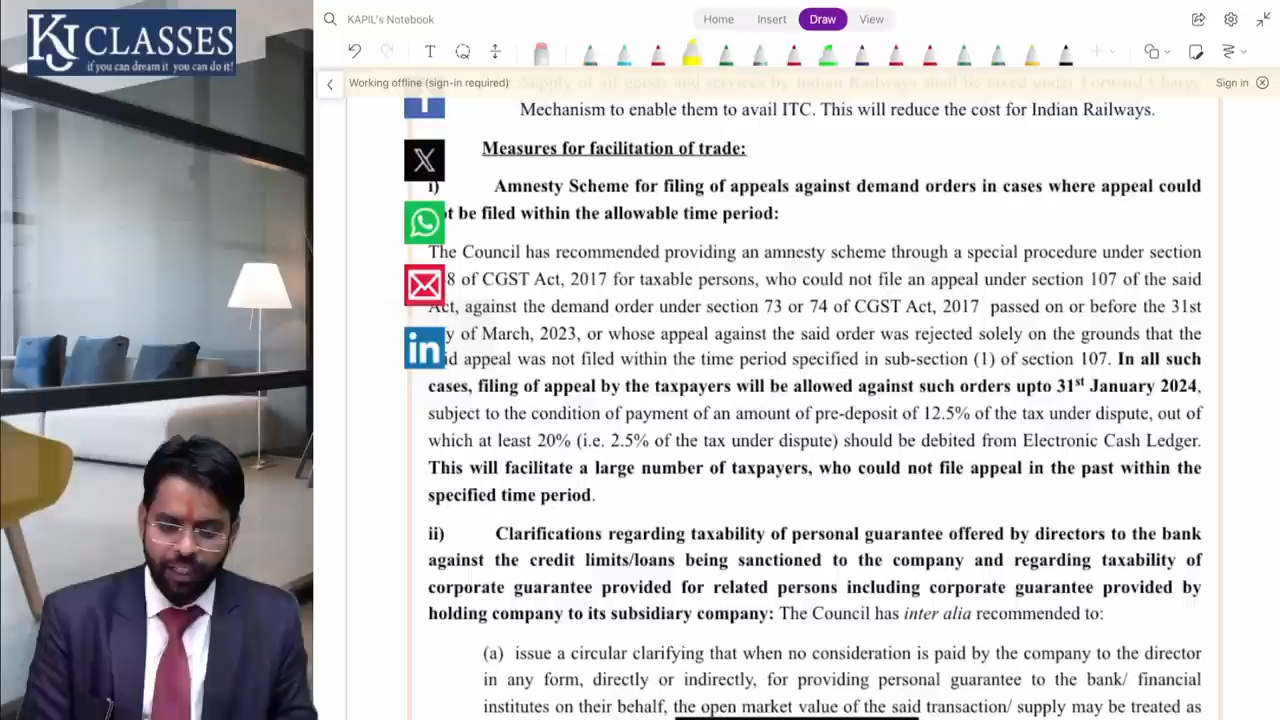 KJ CLASSES
if you can dream it you can do it!
KAPIL's Notebook
Home Insert Draw View
Working offline (sign-in required)
Sign in
Supply of all goods and services by Indian Railways shall be taxed under Forward Charge
Mechanism to enable them to avail ITC. This will reduce the cost for Indian Railways.
Measures for facilitation of trade:
i) Amnesty Scheme for filing of appeals against demand orders in cases where appeal could
t be filed within the allowable time period:
The Council has recommended providing an amnesty scheme through a special procedure under section
8 of CGST Act, 2017 for taxable persons, who could not file an appeal under section 107 of the said
Act, against the demand order under section 73 or 74 of CGST Act, 2017 passed on or before the 31st
y of March, 2023, or whose appeal against the said order was rejected solely on the grounds that the
d appeal was not filed within the time period specified in sub-section (1) of section 107. In all such
cases, filing of appeal by the taxpayers will be allowed against such orders upto 31st January 2024,
subject to the condition of payment of an amount of pre-deposit of 12.5% of the tax under dispute, out of
which at least 20% (i.e. 2.5% of the tax under dispute) should be debited from Electronic Cash Ledger.
This will facilitate a large number of taxpayers, who could not file appeal in the past within the
specified time period.
ii) Clarifications regarding taxability of personal guarantee offered by directors to the bank
against the credit limits/loans being sanctioned to the company and regarding taxability of
corporate guarantee provided for related persons including corporate guarantee provided by
holding company to its subsidiary company: The Council has inter alia recommended to:
(a) issue a circular clarifying that when no consideration is paid by the company to the director
in any form, directly or indirectly, for providing personal guarantee to the bank/ financial
institutes on their behalf, the open market value of the said transaction/ supply may be treated as